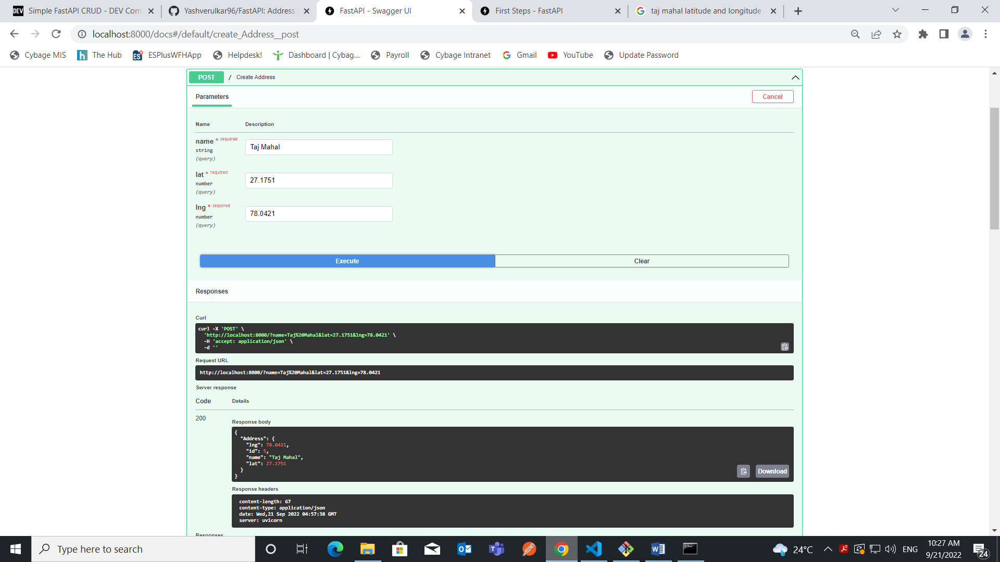 DEV Simple FastAPI CRUD - DEV Com
Yashverulkar96/FastAPI: Address
FastAPI - Swagger UI
First Steps - FastAPI
taj mahal latitude and longitude
localhost:8000/docs#/default/create_Address__post
Cybage MIS
h The Hub
ES ESPlusWFHApp
Helpdesk!
Dashboard | Cybag...
Payroll
Cybage Intranet
Gmail
YouTube
Update Password
POST / Create Address
Parameters
Cancel
Name Description
name * required
string
(query)
Taj Mahal
lat * required
number
(query)
27.1751
lng * required
number
(query)
78.0421
Execute
Clear
Responses
Curl
curl -X 'POST' \
'http://localhost:8000/?name=Taj%20Mahal&lat=27.1751&lng=78.0421' \
-H 'accept: application/json' \
-d ''
Request URL
http://localhost:8000/?name=Taj%20Mahal&lat=27.1751&lng=78.0421
Server response
Code Details
200
Response body
{
"Address": {
"lng": 78.0421,
"id": 5,
"name": "Taj Mahal",
"lat": 27.1751
}
}
Download
Response headers
content-length: 67
content-type: application/json
date: Wed,21 Sep 2022 04:57:38 GMT
server: uvicorn
Responses
Type here to search
24°C
ENG
10:27 AM
9/21/2022
24